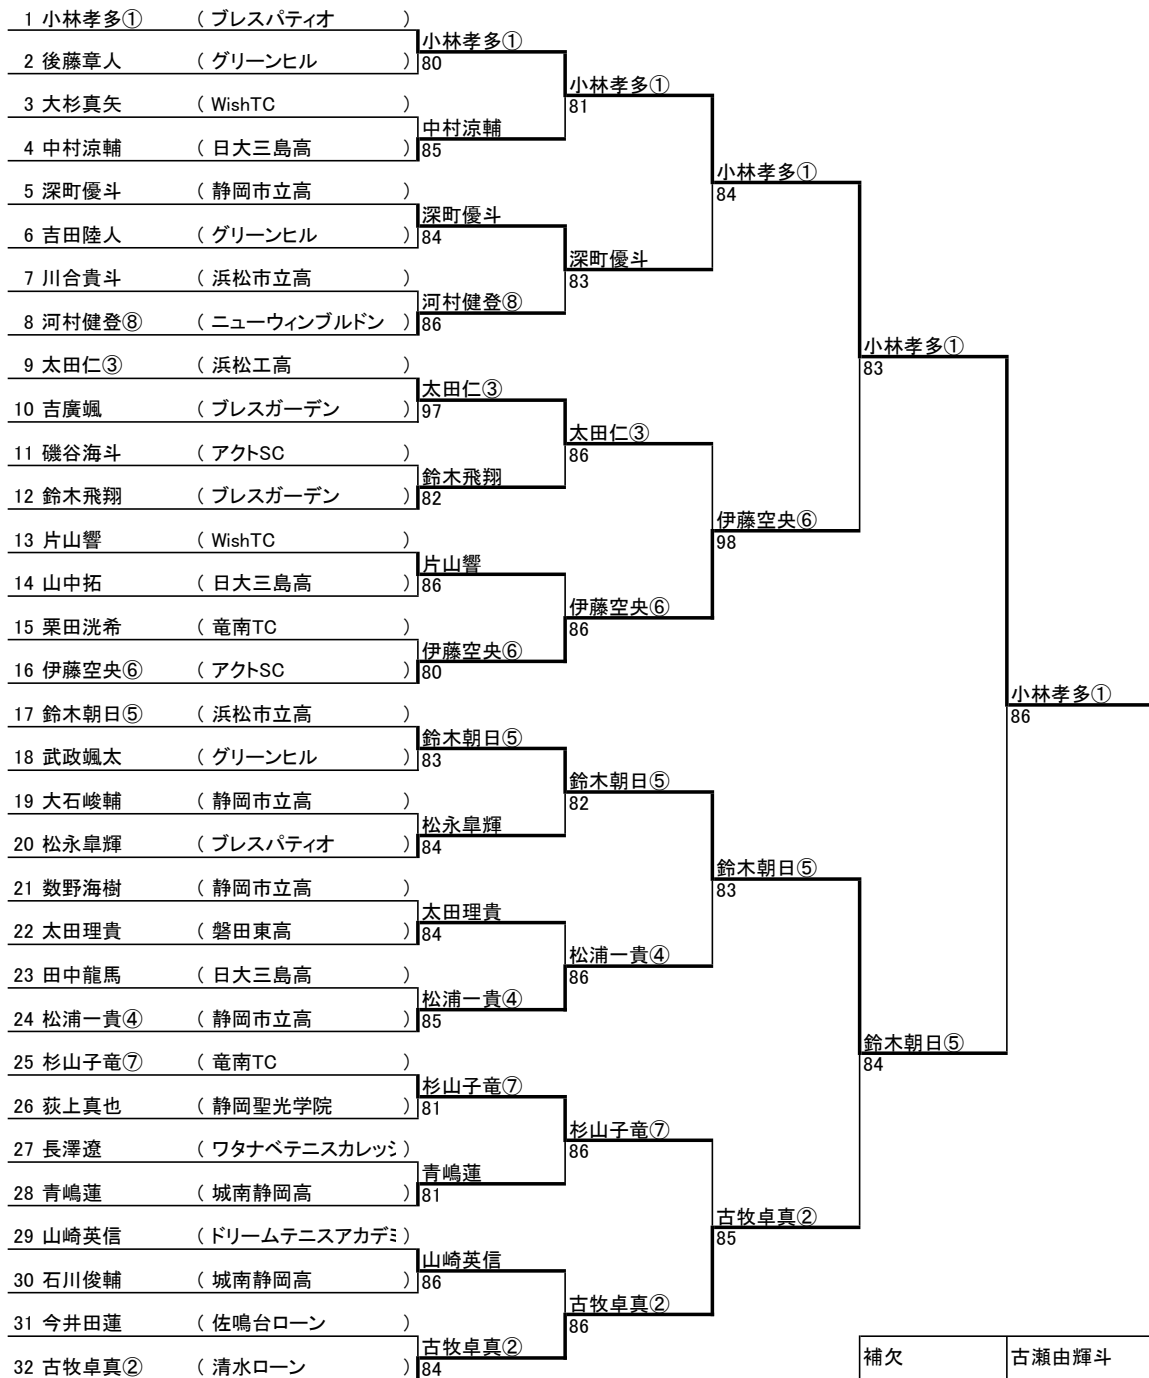 1 小林孝多① ( ブレスパティオ )
小林孝多①
2 後藤章人 ( グリーンヒル ) 80
小林孝多①
3 大杉真矢 ( WishTC ) 81
中村涼輔
4 中村涼輔 ( 日大三島高 ) 85
小林孝多①
5 深町優斗 ( 静岡市立高 ) 84
深町優斗
6 吉田陸人 ( グリーンヒル ) 84
深町優斗
7 川合貴斗 ( 浜松市立高 ) 83
河村健登⑧
8 河村健登⑧ ( ニューウィンブルドン ) 86
小林孝多①
9 太田仁③ ( 浜松工高 ) 83
太田仁③
10 吉廣颯 ( ブレスガーデン ) 97
太田仁③
11 磯谷海斗 ( アクトSC ) 86
鈴木飛翔
12 鈴木飛翔 ( ブレスガーデン ) 82
伊藤空央⑥
13 片山響 ( WishTC ) 98
片山響
14 山中拓 ( 日大三島高 ) 86
伊藤空央⑥
15 栗田洸希 ( 竜南TC ) 86
伊藤空央⑥
16 伊藤空央⑥ ( アクトSC ) 80
小林孝多①
17 鈴木朝日⑤ ( 浜松市立高 ) 86
鈴木朝日⑤
18 武政颯太 ( グリーンヒル ) 83
鈴木朝日⑤
19 大石峻輔 ( 静岡市立高 ) 82
松永皐輝
20 松永皐輝 ( ブレスパティオ ) 84
鈴木朝日⑤
21 数野海樹 ( 静岡市立高 ) 83
太田理貴
22 太田理貴 ( 磐田東高 ) 84
松浦一貴④
23 田中龍馬 ( 日大三島高 ) 86
松浦一貴④
24 松浦一貴④ ( 静岡市立高 ) 85
鈴木朝日⑤
25 杉山子竜⑦ ( 竜南TC ) 84
杉山子竜⑦
26 荻上真也 ( 静岡聖光学院 ) 81
杉山子竜⑦
27 長澤遼 ( ワタナベテニスカレッジ ) 86
青嶋蓮
28 青嶋蓮 ( 城南静岡高 ) 81
古牧卓真②
29 山崎英信 ( ドリームテニスアカデミ ) 85
山崎英信
30 石川俊輔 ( 城南静岡高 ) 86
古牧卓真②
31 今井田蓮 ( 佐鳴台ローン ) 86
古牧卓真②
32 古牧卓真② ( 清水ローン ) 84
補欠 古瀬由輝斗